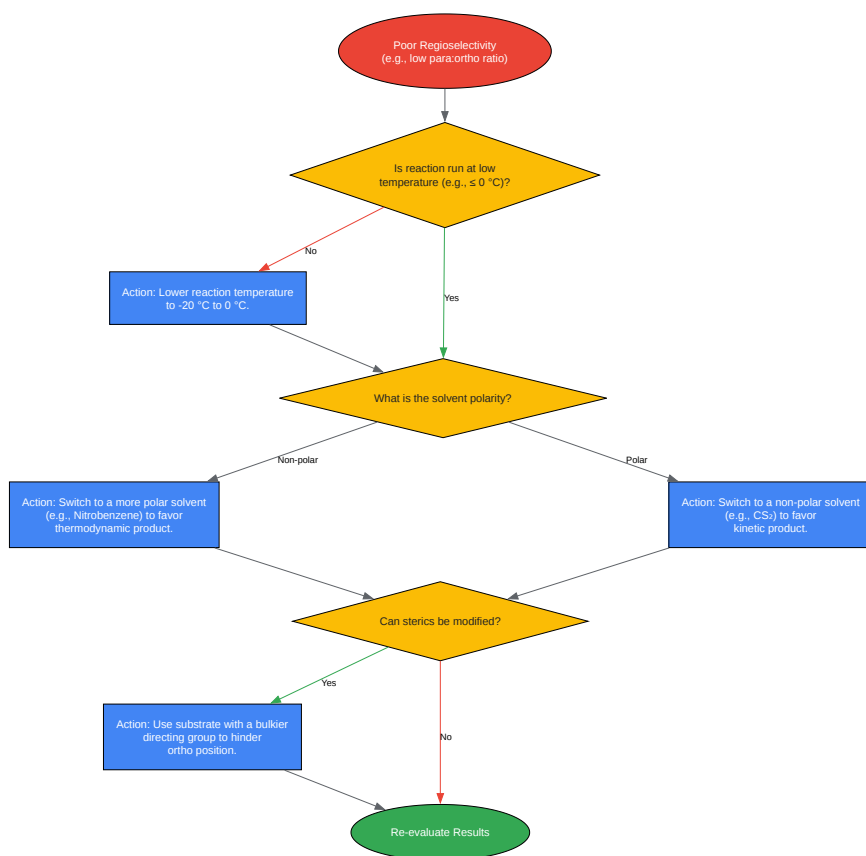 Poor Regioselectivity
(e.g., low para:ortho ratio)
Is reaction run at low
temperature (e.g., ≤ 0 °C)?
No
Yes
Action: Lower reaction temperature
to -20 °C to 0 °C.
What is the solvent polarity?
Non-polar
Polar
Action: Switch to a more polar solvent
(e.g., Nitrobenzene) to favor
thermodynamic product.
Action: Switch to a non-polar solvent
(e.g., CS₂) to favor
kinetic product.
Can sterics be modified?
Yes
No
Action: Use substrate with a bulkier
directing group to hinder
ortho position.
Re-evaluate Results